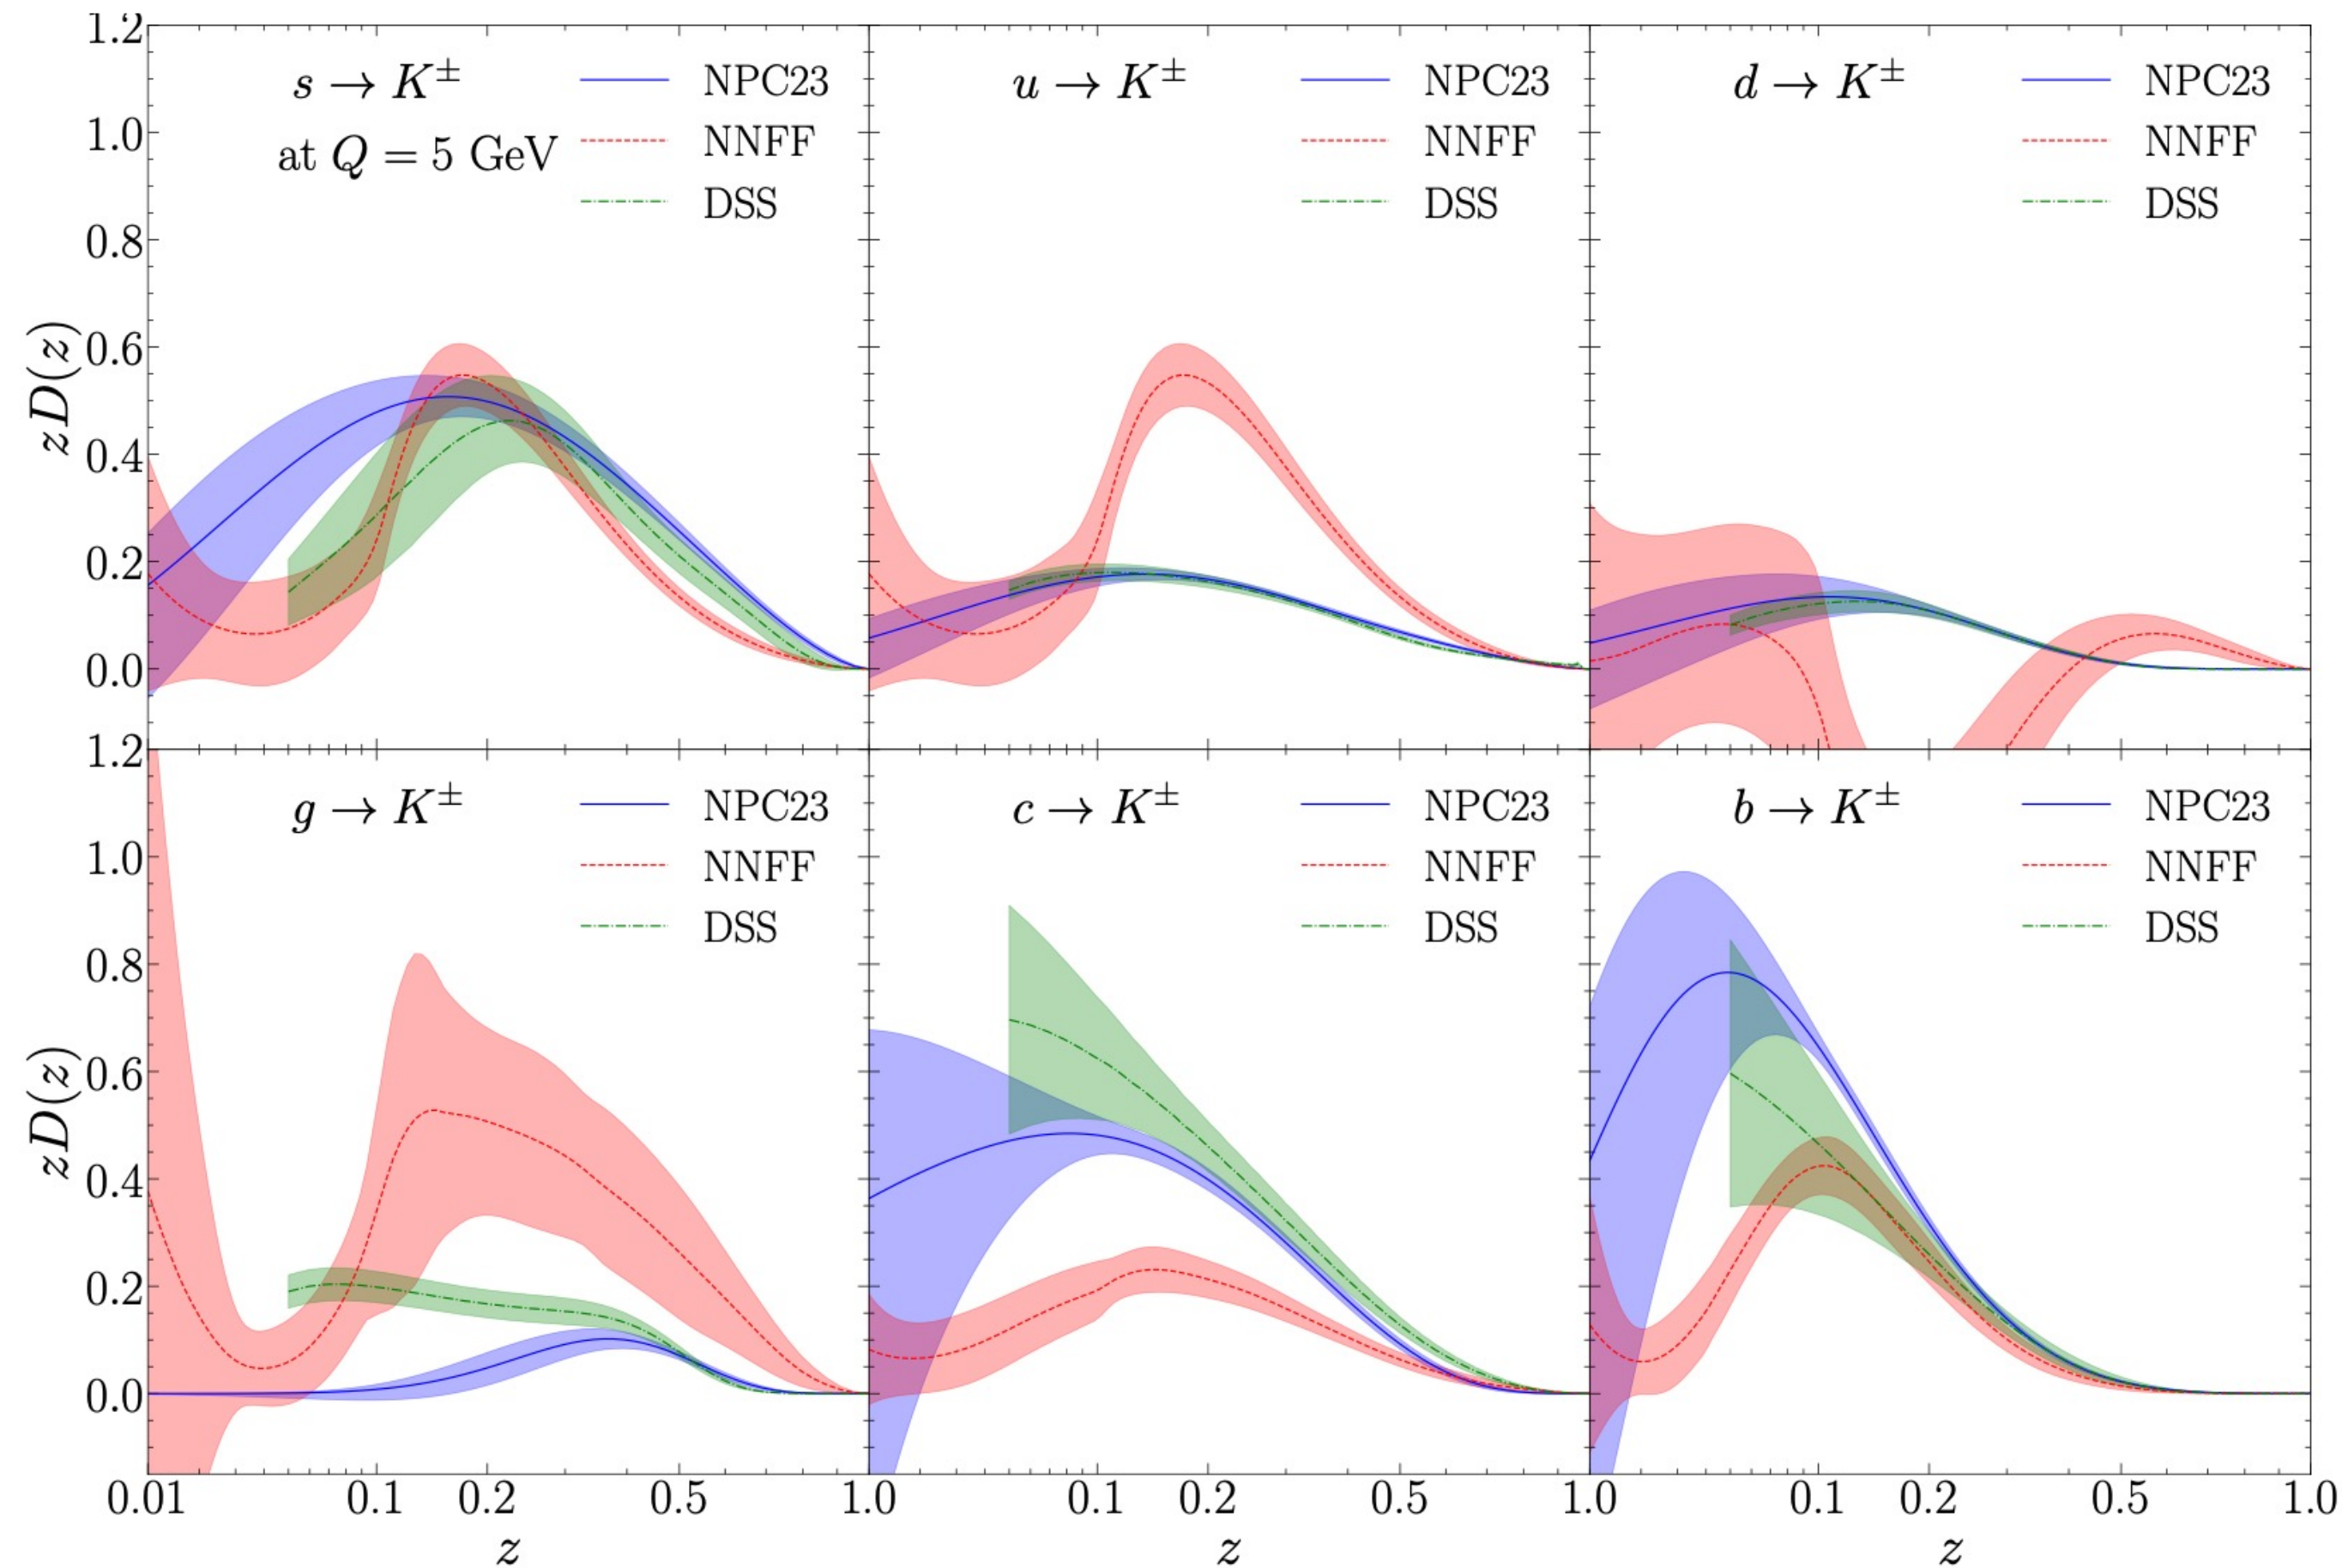 1.2
s → K±
NPC23
at Q = 5 GeV
NNFF
DSS
1.0
0.8
0.6
0.4
0.2
0.0
zD(z)
u → K±
NPC23
NNFF
DSS
d → K±
NPC23
NNFF
DSS
1.2
1.0
0.8
0.6
0.4
0.2
0.0
zD(z)
g → K±
NPC23
NNFF
DSS
c → K±
NPC23
NNFF
DSS
b → K±
NPC23
NNFF
DSS
0.01 0.1 0.2 0.5 1.0 0.1 0.2 0.5 1.0 0.1 0.2 0.5 1.0
z z z